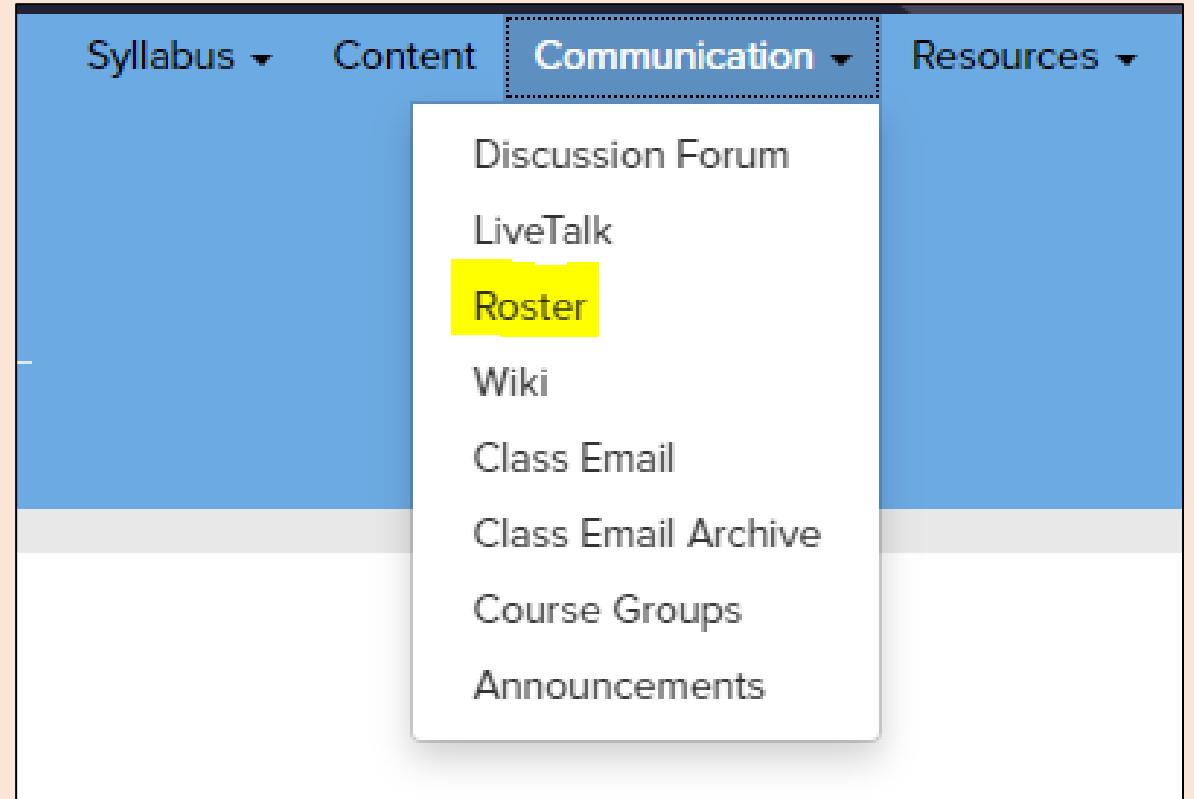 Syllabus Content Communication Resources
Discussion Forum
LiveTalk
Roster
Wiki
Class Email
Class Email Archive
Course Groups
Announcements